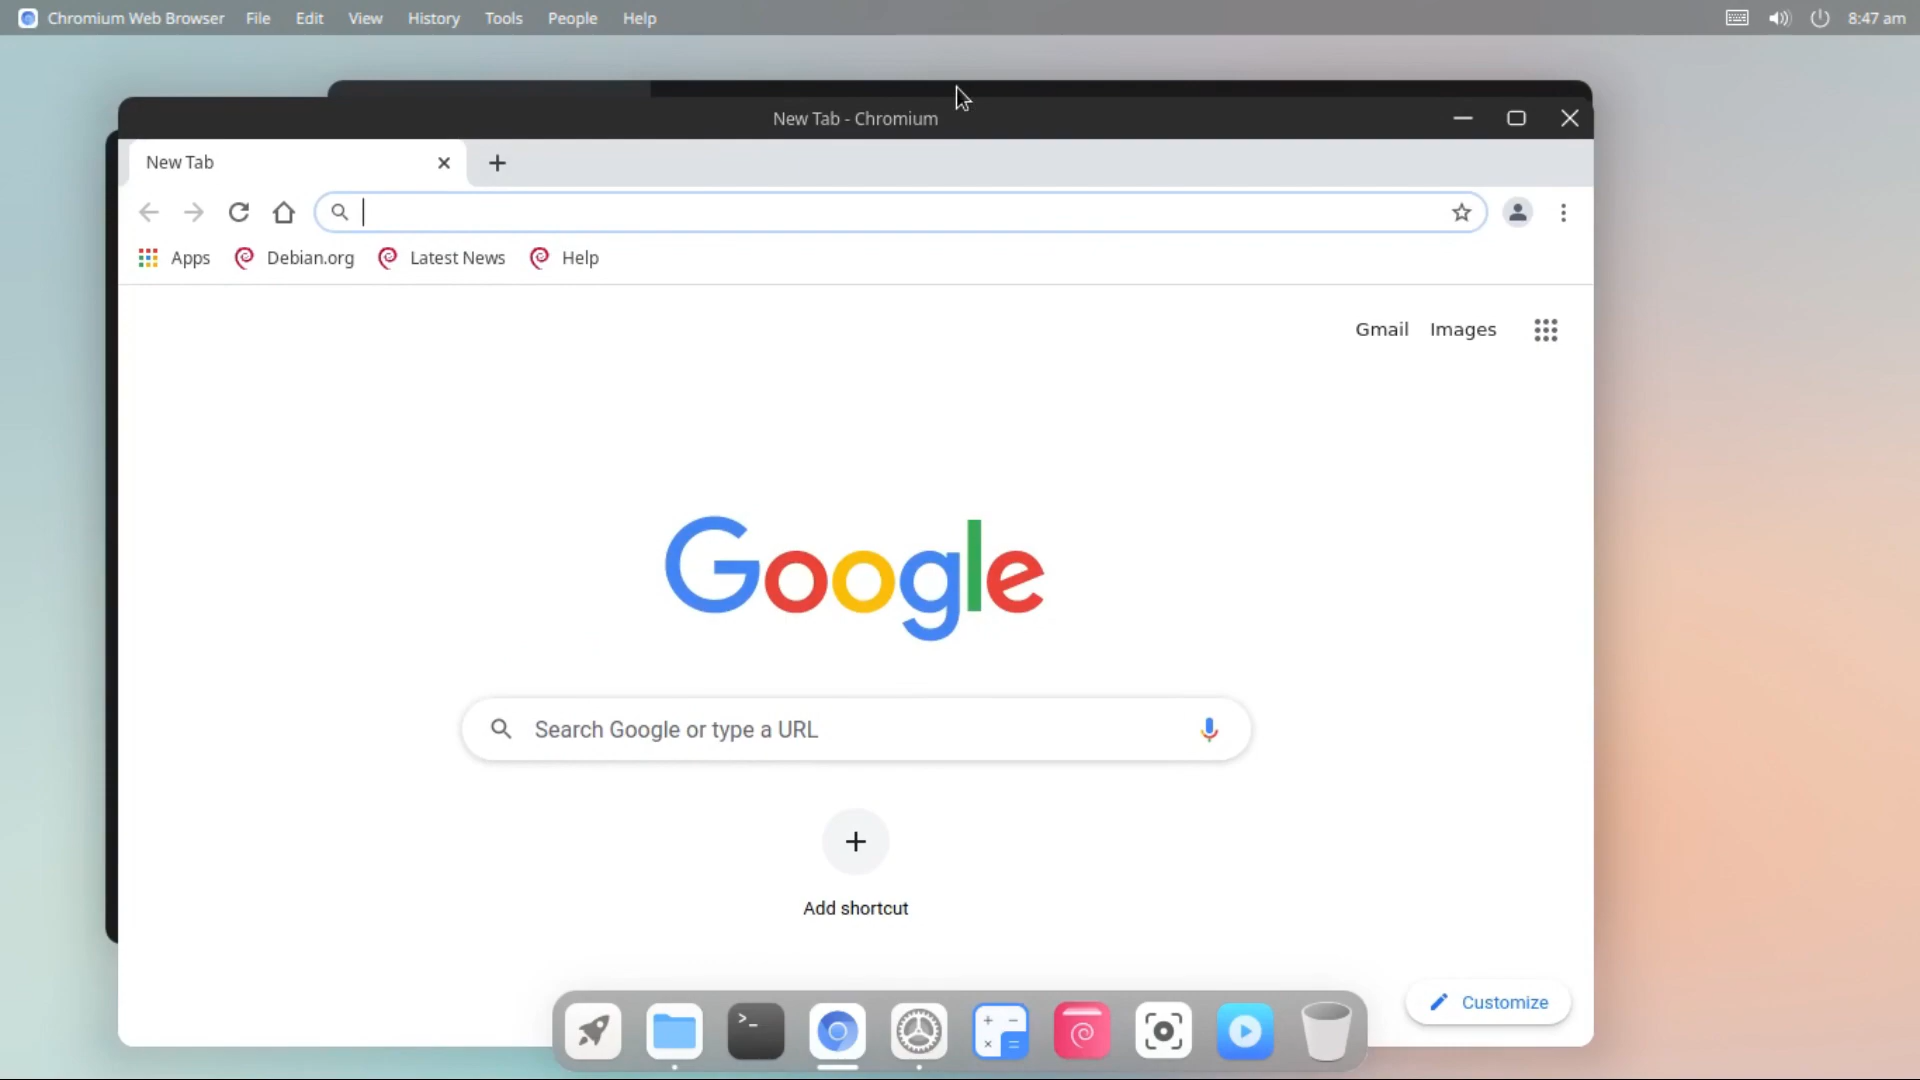 Chromium Web Browser File Edit View History Tools People Help 8:47 am
New Tab - Chromium
New Tab
Apps Debian.org Latest News Help
Gmail Images
Google
Search Google or type a URL
Add shortcut
Customize